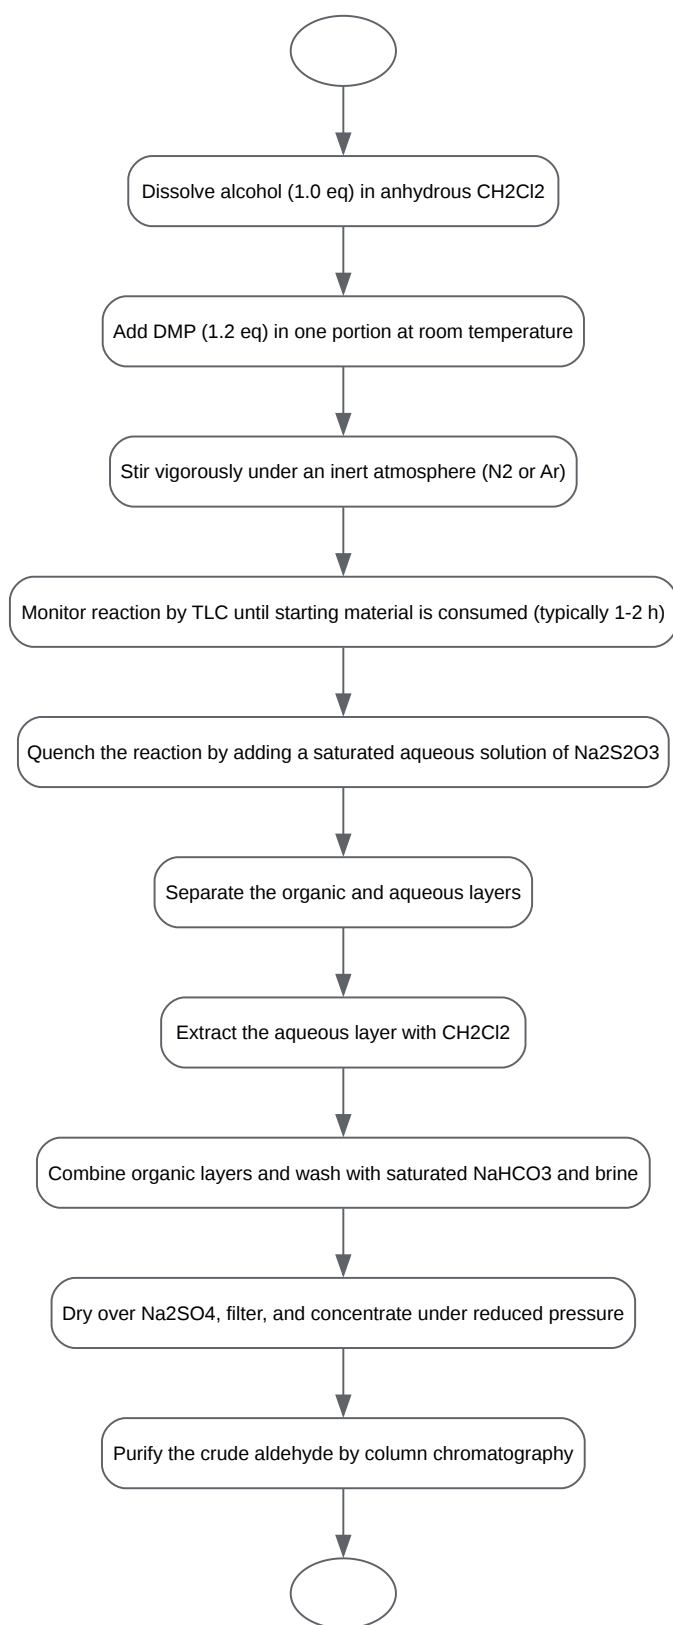 Dissolve alcohol (1.0 eq) in anhydrous CH2Cl2
Add DMP (1.2 eq) in one portion at room temperature
Stir vigorously under an inert atmosphere (N2 or Ar)
Monitor reaction by TLC until starting material is consumed (typically 1-2 h)
Quench the reaction by adding a saturated aqueous solution of Na2S2O3
Separate the organic and aqueous layers
Extract the aqueous layer with CH2Cl2
Combine organic layers and wash with saturated NaHCO3 and brine
Dry over Na2SO4, filter, and concentrate under reduced pressure
Purify the crude aldehyde by column chromatography